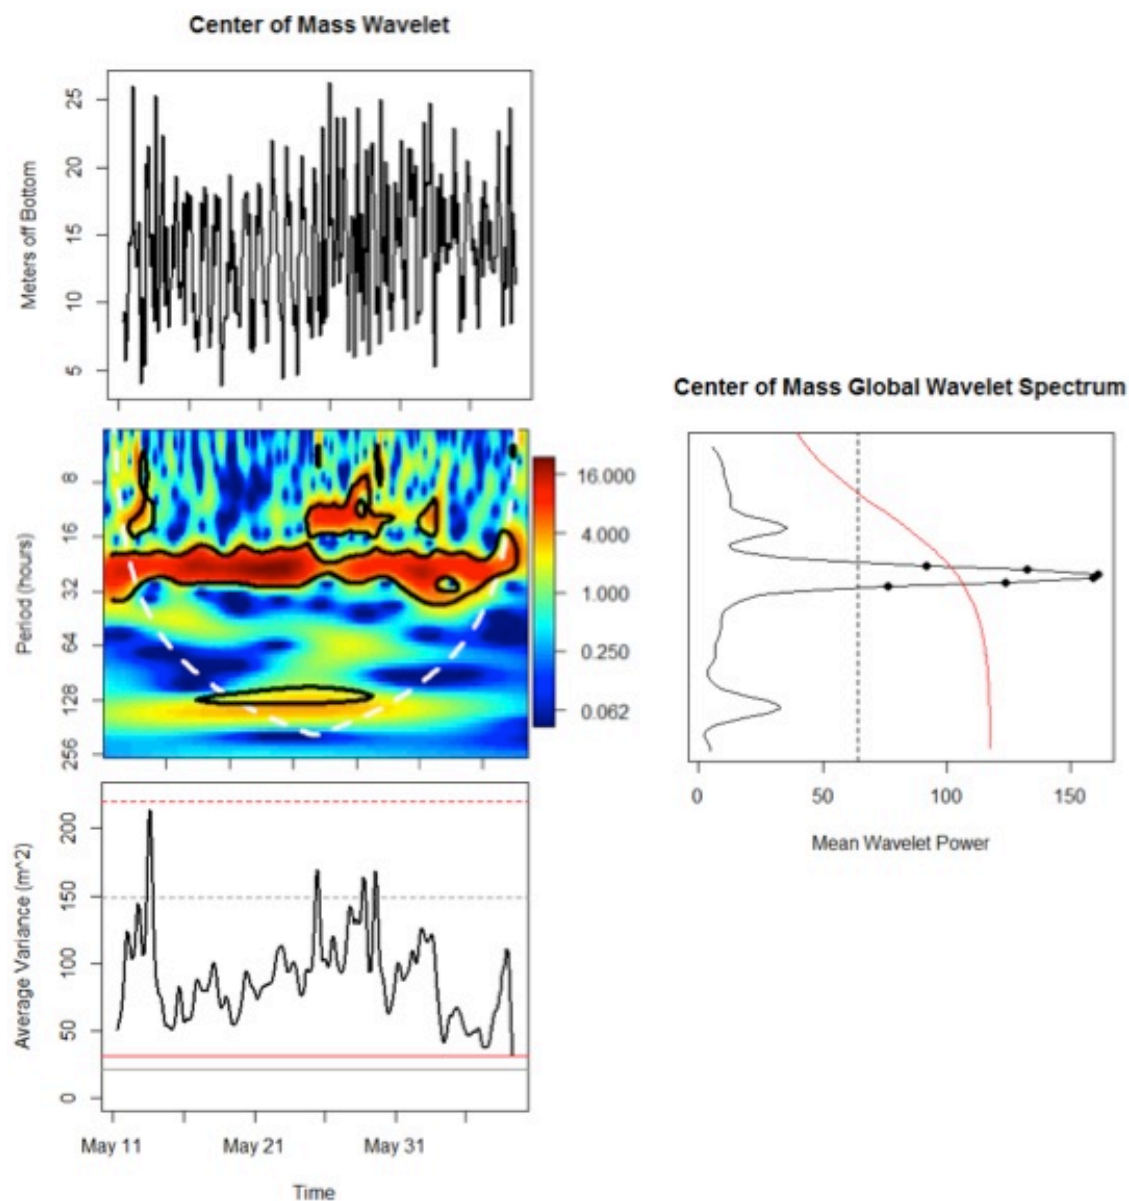 Center of Mass Wavelet
Meters off Bottom
25
20
15
10
5
Period (hours)
8
16
32
64
128
256
16.000
4.000
1.000
0.250
0.062
Average Variance (m^2)
200
150
100
50
0
May 11
May 21
May 31
Time
Center of Mass Global Wavelet Spectrum
0
50
100
150
Mean Wavelet Power